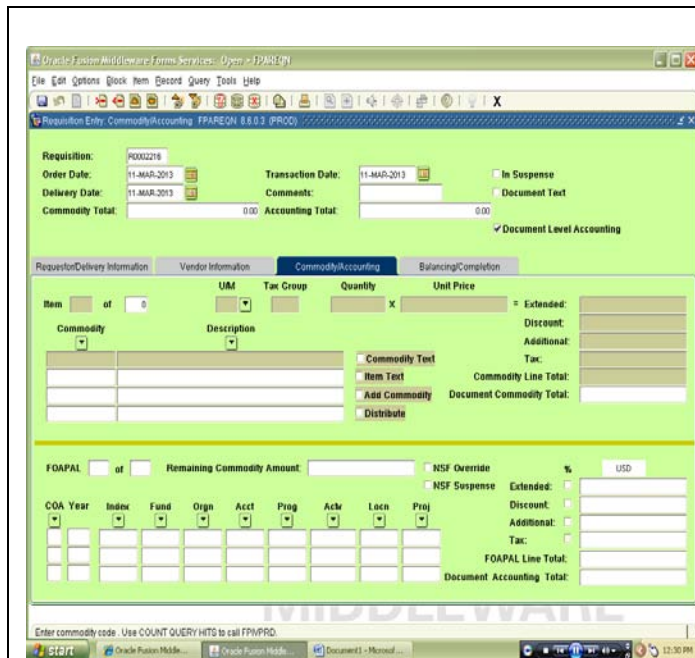 Oracle Fusion Middleware Forms Services: Open > FPAREQN
File Edit Options Block Item Record Query Tools Help
X
Requisition Entry: Commodity/Accounting FPAREQN 8.6.0.3 (PROD)
Requisition: R0002216
Order Date: 11-MAR-2013 Transaction Date: 11-MAR-2013 In Suspense
Delivery Date: 11-MAR-2013 Comments: Document Text
Commodity Total: 0.00 Accounting Total: 0.00
Document Level Accounting
Requestor/Delivery Information Vendor Information Commodity/Accounting Balancing/Completion
U/M Tax Group Quantity Unit Price
Item of 0 X = Extended:
Discount:
Commodity Description Additional:
Commodity Text Tax:
Item Text Commodity Line Total:
Add Commodity Document Commodity Total:
Distribute
FOAPAL of Remaining Commodity Amount: NSF Override % USD
NSF Suspense Extended:
COA Year Index Fund Orgn Acct Prog Actv Locn Proj Discount:
Additional:
Tax:
FOAPAL Line Total:
Document Accounting Total:
MIDDLEWARE
Enter commodity code . Use COUNT QUERY HITS to call FPIVPRD.
start Oracle Fusion Middle... Oracle Fusion Middle... Document1 - Microsof... 12:30 PM